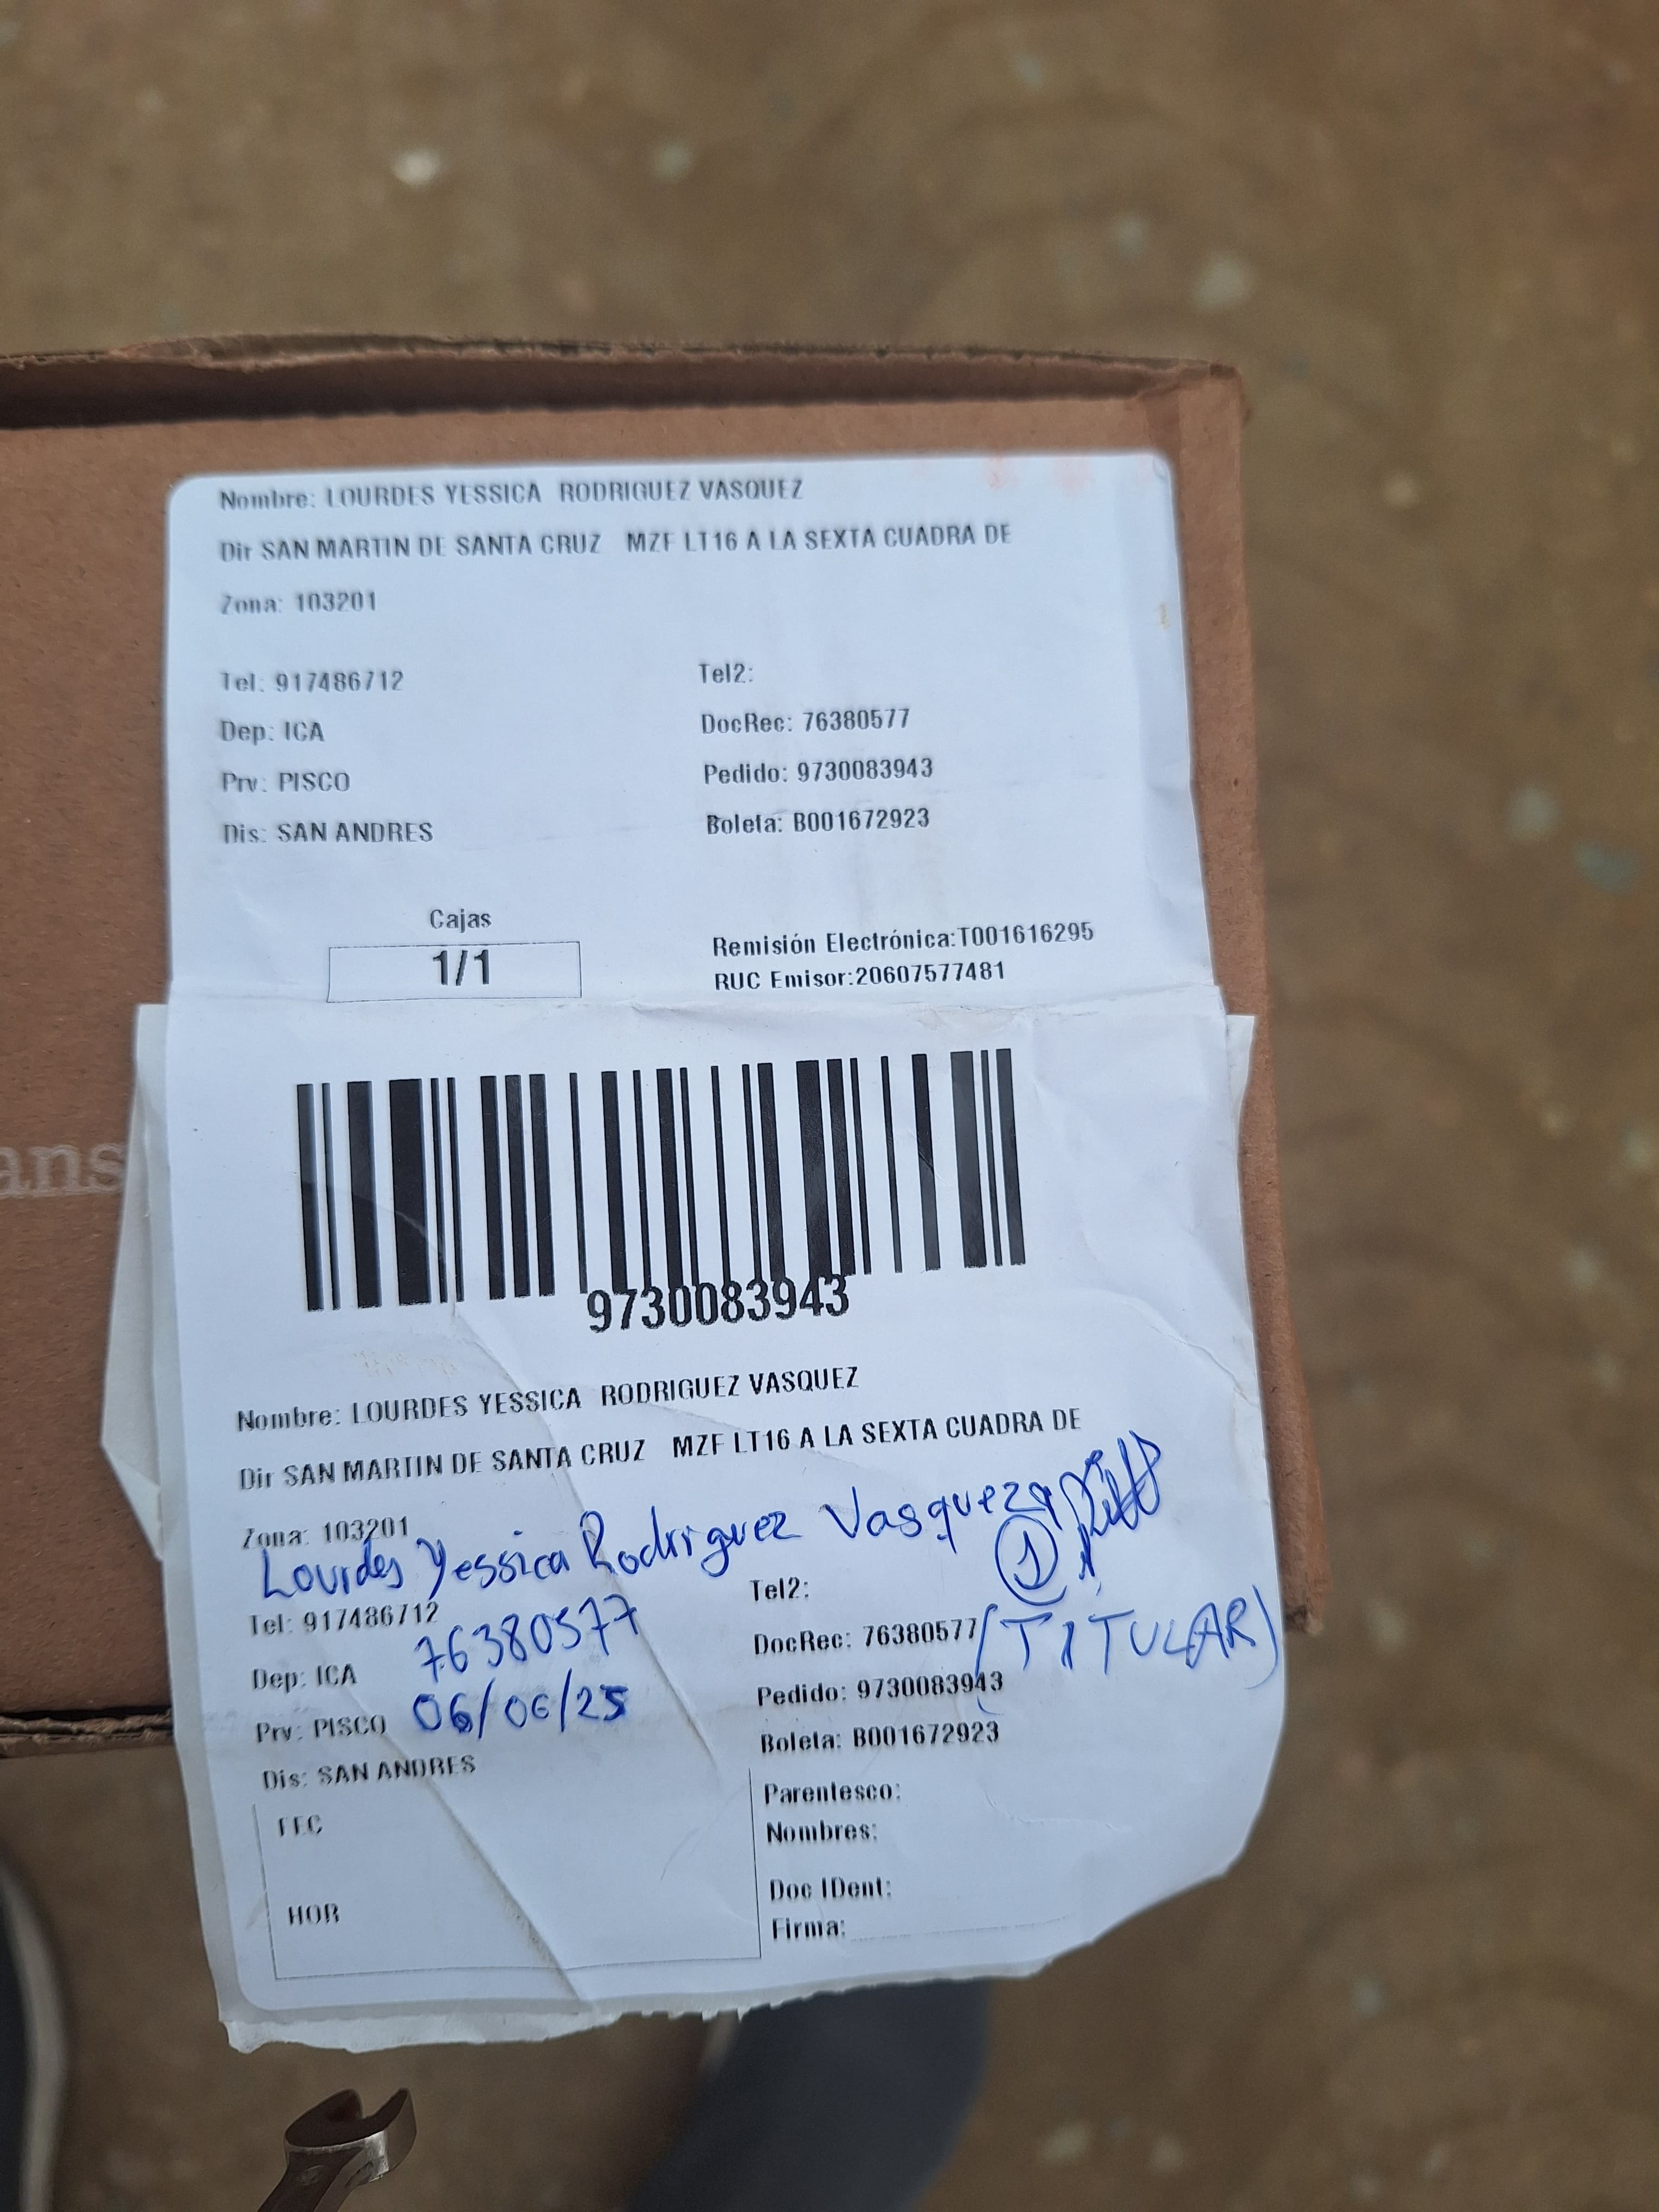 Nombre: LOURDES YESSICA RODRIGUEZ VASQUEZ
Dir SAN MARTIN DE SANTA CRUZ MZF LT16 A LA SEXTA CUADRA DE
Zona: 103201
Tel: 917486712 Tel2:
Dep: ICA DocRec: 76380577
Prv: PISCO Pedido: 9730083943
Dis: SAN ANDRES Boleta: B001672923
Cajas
1/1
Remisión Electrónica:T001616295
RUC Emisor:20607577481
ans
9730083943
Nombre: LOURDES YESSICA RODRIGUEZ VASQUEZ
Dir SAN MARTIN DE SANTA CRUZ MZF LT16 A LA SEXTA CUADRA DE
Zona: 103201
Lourdes Yessica Rodriguez Vasquez
1
Tel: 917486712 Tel2:
76380577
DocRec: 76380577 (TITULAR)
Dep: ICA
Pedido: 9730083943
06/06/25
Prv: PISCO Boleta: B001672923
Dis: SAN ANDRES
FEC
HOR
Parentesco:
Nombres:
Doc IDent:
Firma: